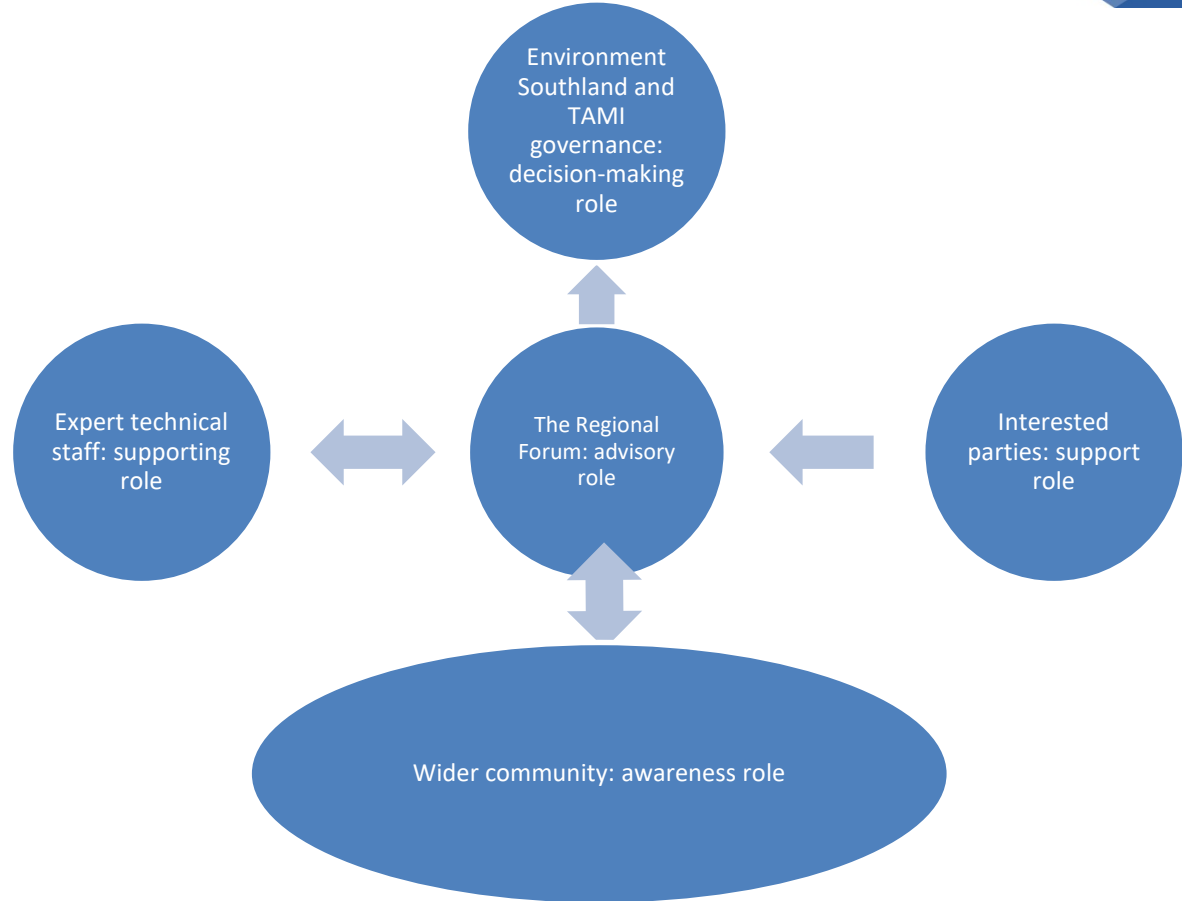 Environment
Southland and
TAMI
governance:
decision-making
role
Expert technical
staff: supporting
role
The Regional
Forum: advisory
role
Interested
parties: support
role
Wider community: awareness role